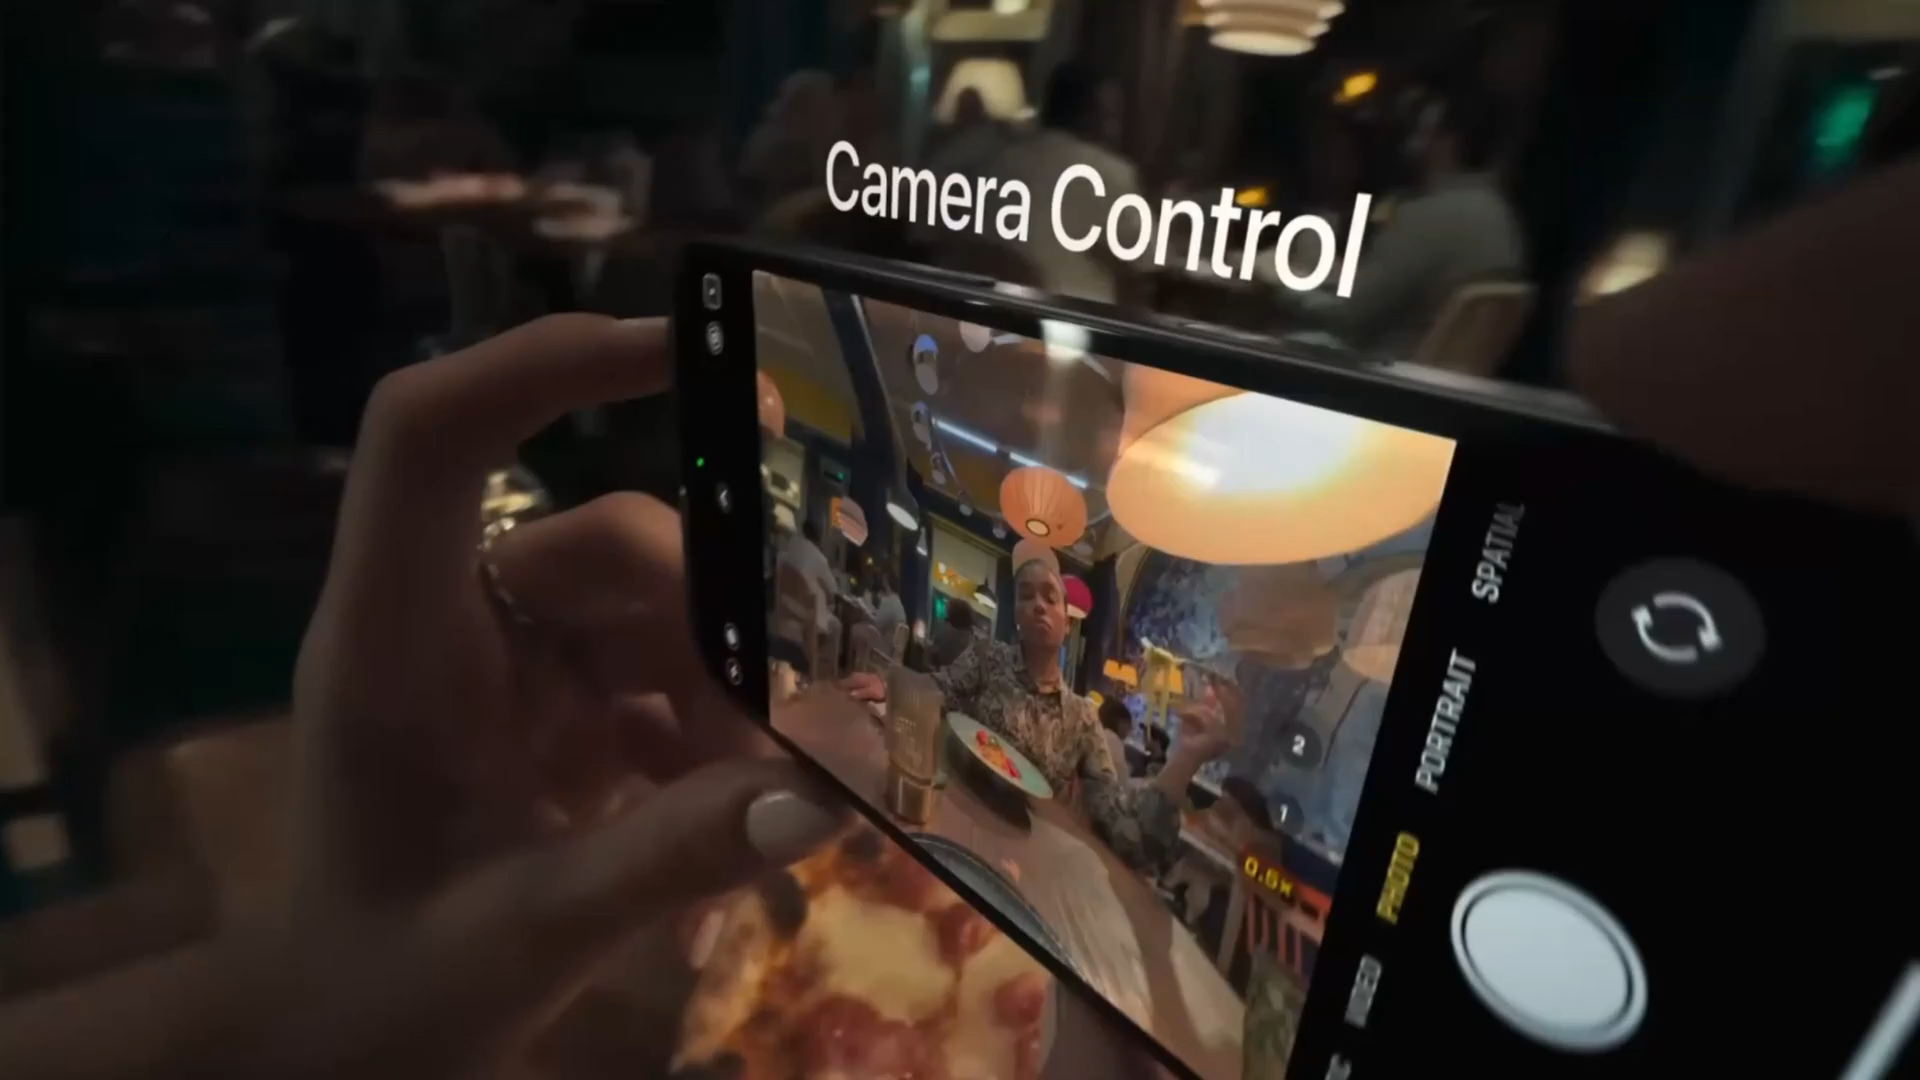 Camera Control
SPATIAL
PORTRAIT
PHOTO
VIDEO
2
1
0.5x